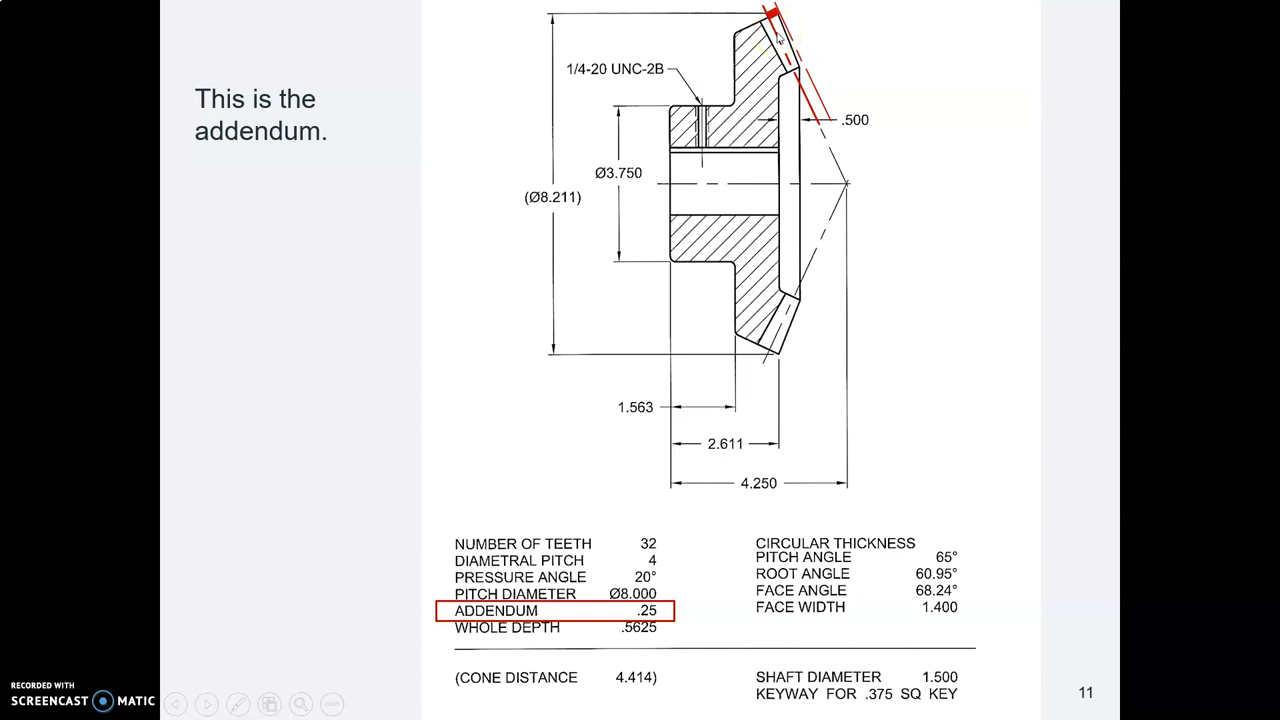 This is the
addendum.
1/4-20 UNC-2B
.500
Ø3.750
(Ø8.211)
1.563
2.611
4.250
NUMBER OF TEETH 32
DIAMETRAL PITCH 4
PRESSURE ANGLE 20°
PITCH DIAMETER Ø8.000
ADDENDUM .25
WHOLE DEPTH .5625
CIRCULAR THICKNESS
PITCH ANGLE 65°
ROOT ANGLE 60.95°
FACE ANGLE 68.24°
FACE WIDTH 1.400
(CONE DISTANCE 4.414)
SHAFT DIAMETER 1.500
KEYWAY FOR .375 SQ KEY
11
RECORDED WITH
SCREENCAST MATIC